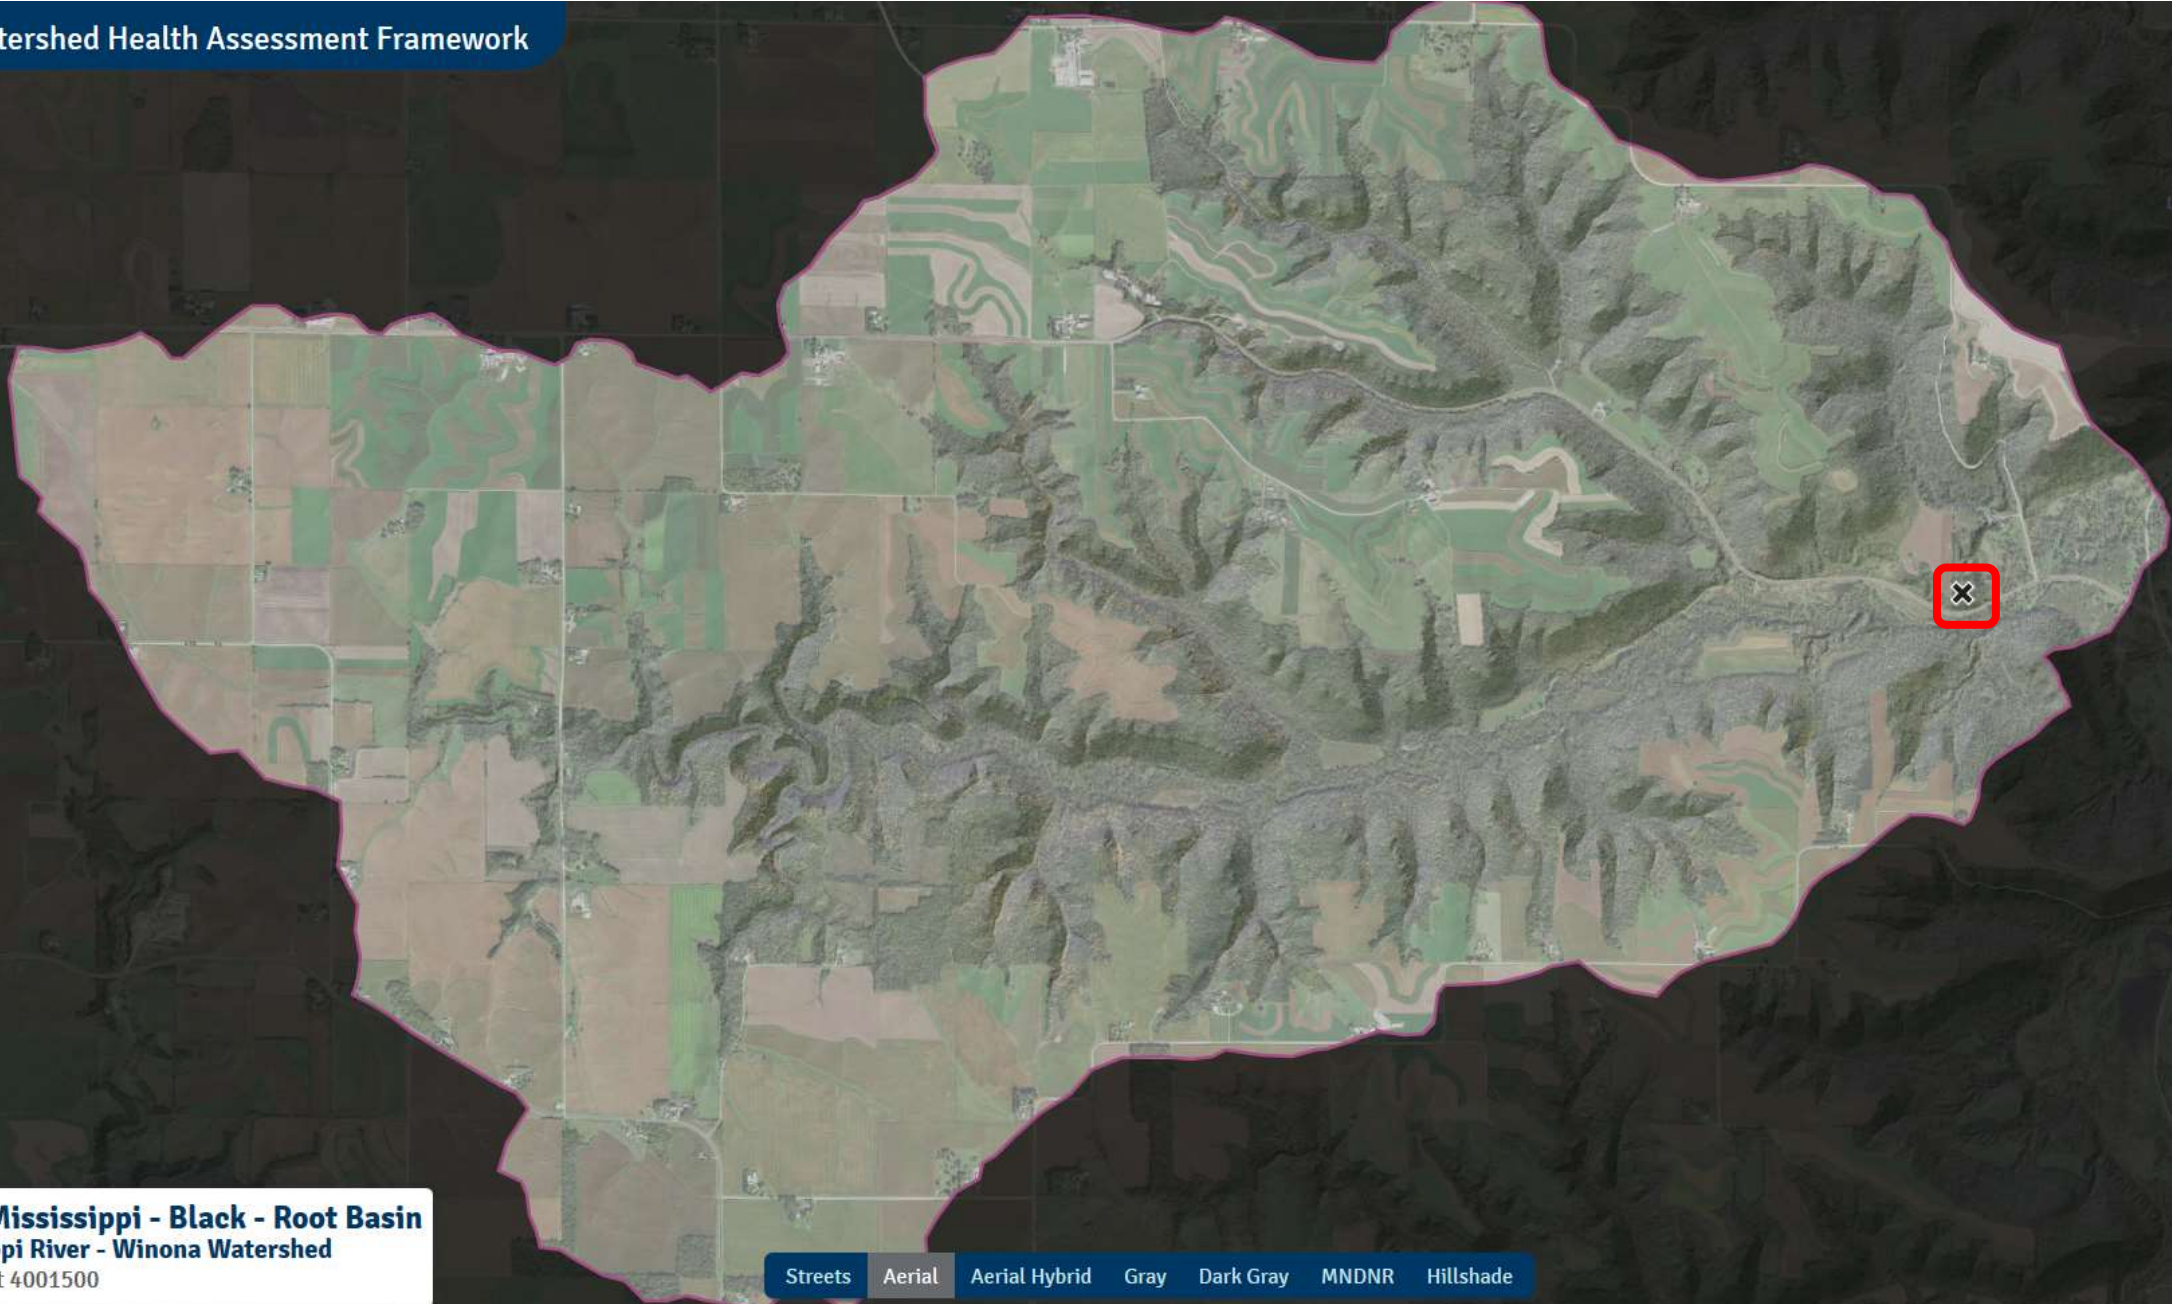 tershed Health Assessment Framework
Mississippi - Black - Root Basin
pi River - Winona Watershed
t 4001500
Streets Aerial Aerial Hybrid Gray Dark Gray MNDNR Hillshade